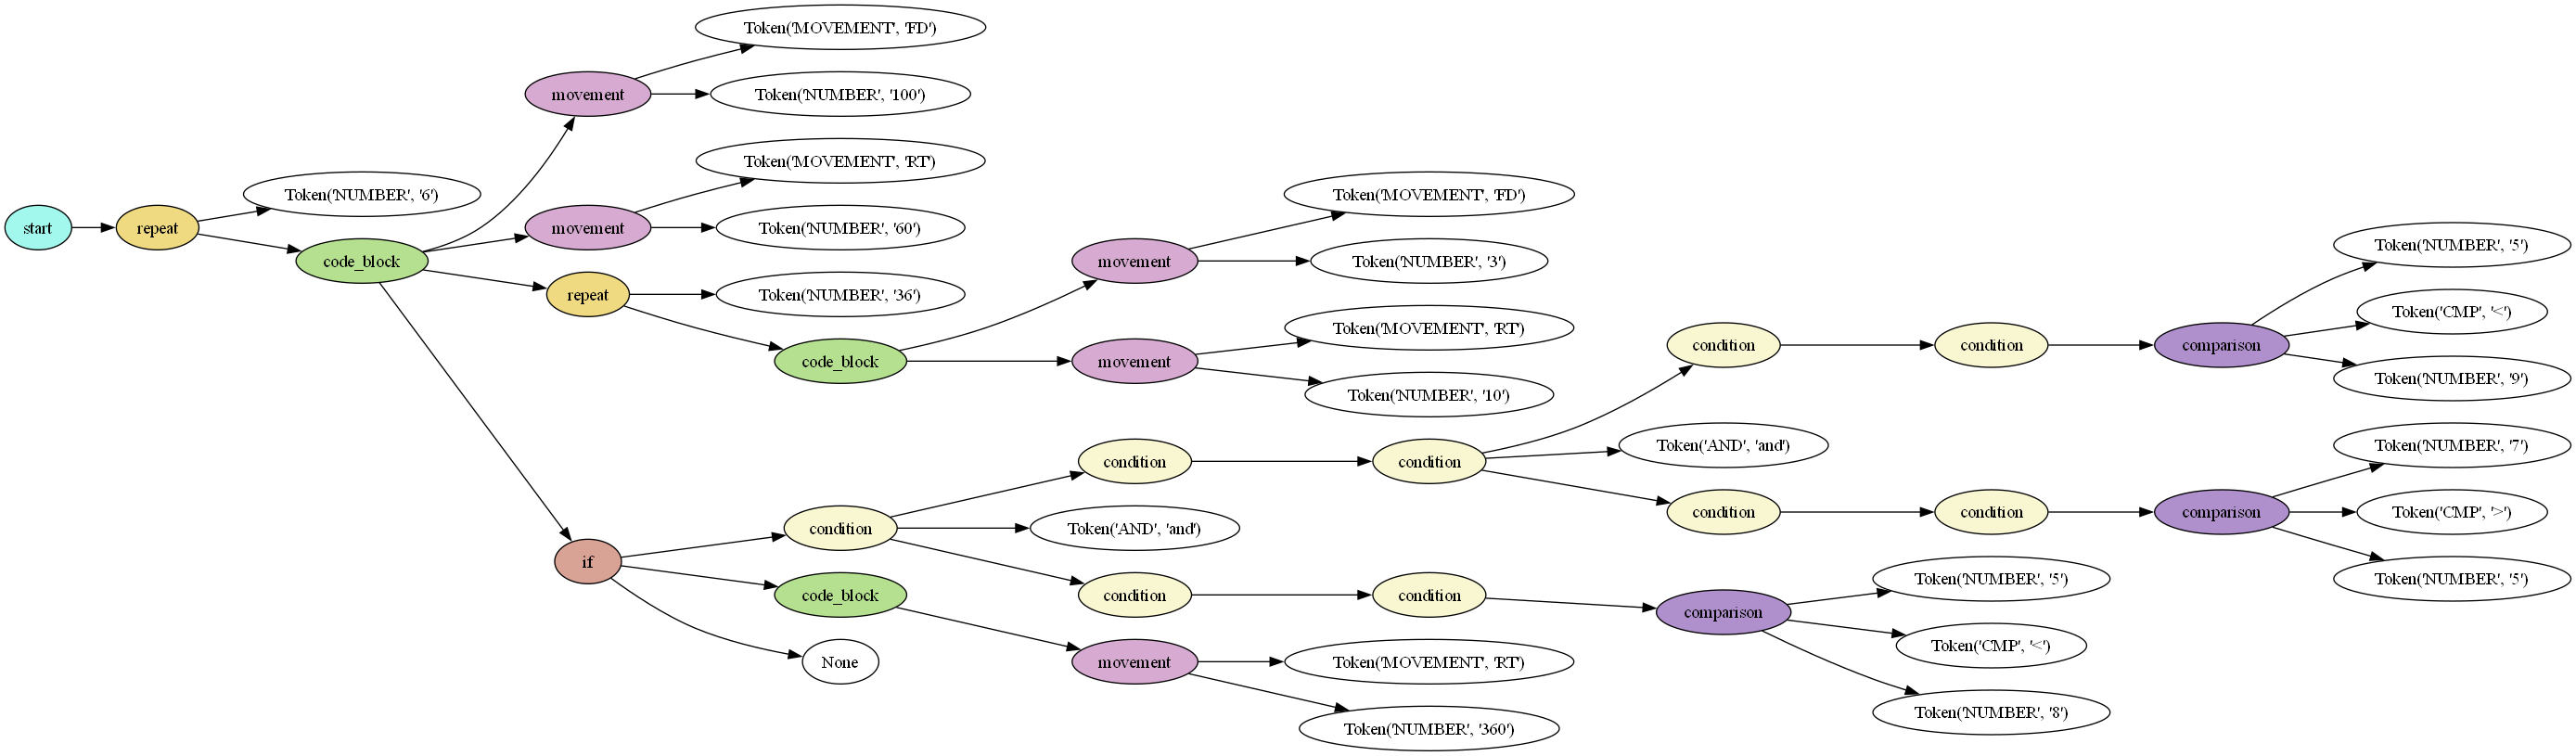 start
repeat
Token('NUMBER', '6')
code_block
movement
Token('MOVEMENT', 'FD')
Token('NUMBER', '100')
movement
Token('MOVEMENT', 'RT')
Token('NUMBER', '60')
repeat
Token('NUMBER', '36')
code_block
movement
Token('MOVEMENT', 'FD')
Token('NUMBER', '3')
movement
Token('MOVEMENT', 'RT')
Token('NUMBER', '10')
if
condition
condition
condition
condition
condition
comparison
Token('NUMBER', '5')
Token('CMP', '<')
Token('NUMBER', '9')
Token('AND', 'and')
condition
condition
comparison
Token('NUMBER', '7')
Token('CMP', '>')
Token('NUMBER', '5')
Token('AND', 'and')
condition
condition
comparison
Token('NUMBER', '5')
Token('CMP', '<')
Token('NUMBER', '8')
code_block
movement
Token('MOVEMENT', 'RT')
Token('NUMBER', '360')
None